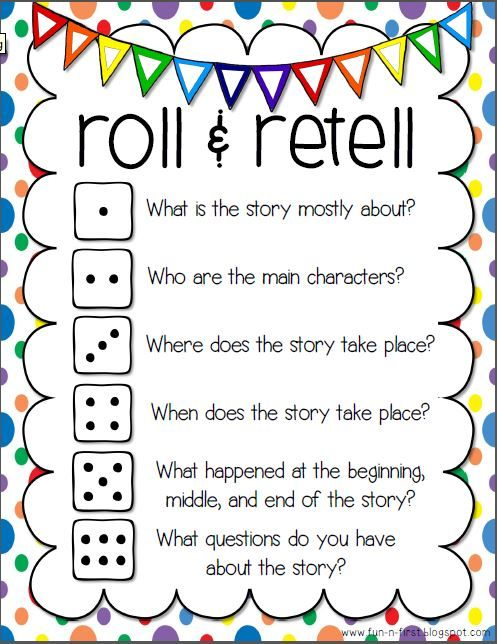 roll & retell
What is the story mostly about?
Who are the main characters?
Where does the story take place?
When does the story take place?
What happened at the beginning,
middle, and end of the story?
What questions do you have
about the story?
www.fun-n-first.blogspot.com